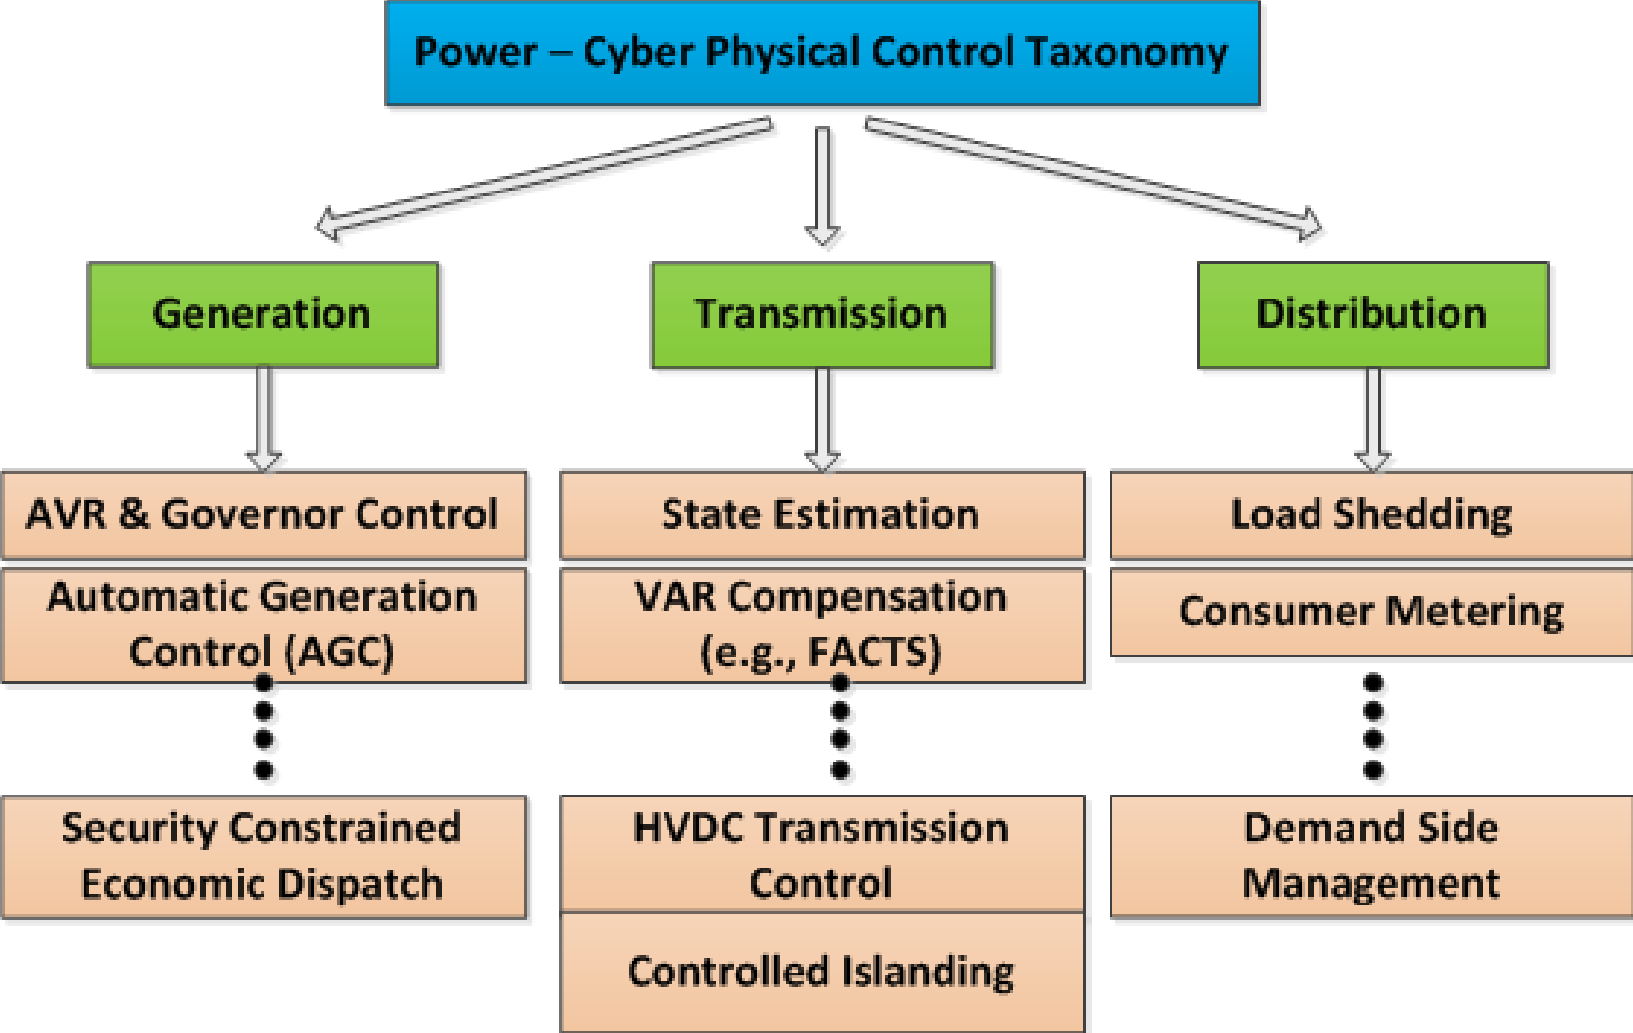 Power – Cyber Physical Control Taxonomy
Generation
Transmission
Distribution
AVR & Governor Control
Automatic Generation
Control (AGC)
Security Constrained
Economic Dispatch
State Estimation
VAR Compensation
(e.g., FACTS)
HVDC Transmission
Control
Controlled Islanding
Load Shedding
Consumer Metering
Demand Side
Management